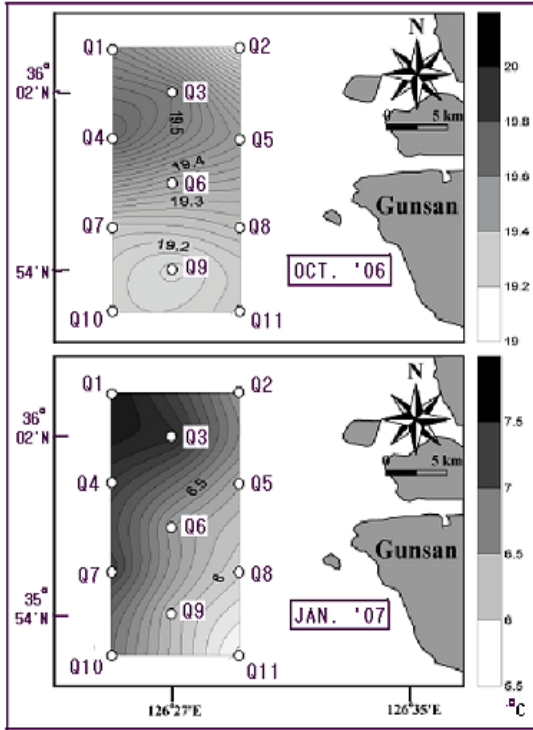 Q1 Q2 N 20
36°
02'N Q3 19.8
0 5 km
19.5
Q4 Q5 19.6
19.4
Q6
19.3 19.4
Gunsan
Q7 Q8
19.2
Q9 OCT. '06 19.2
54'N
Q10 Q11 19
Q1 Q2 N
36° 7.5
02'N Q3
0 5 km
Q4 6.5 Q5 7
Q6
Gunsan 6.5
Q7 6 Q8
35°
54'N Q9 JAN. '07 6
Q10 Q11
6.5
°C
126°27'E 126°35'E